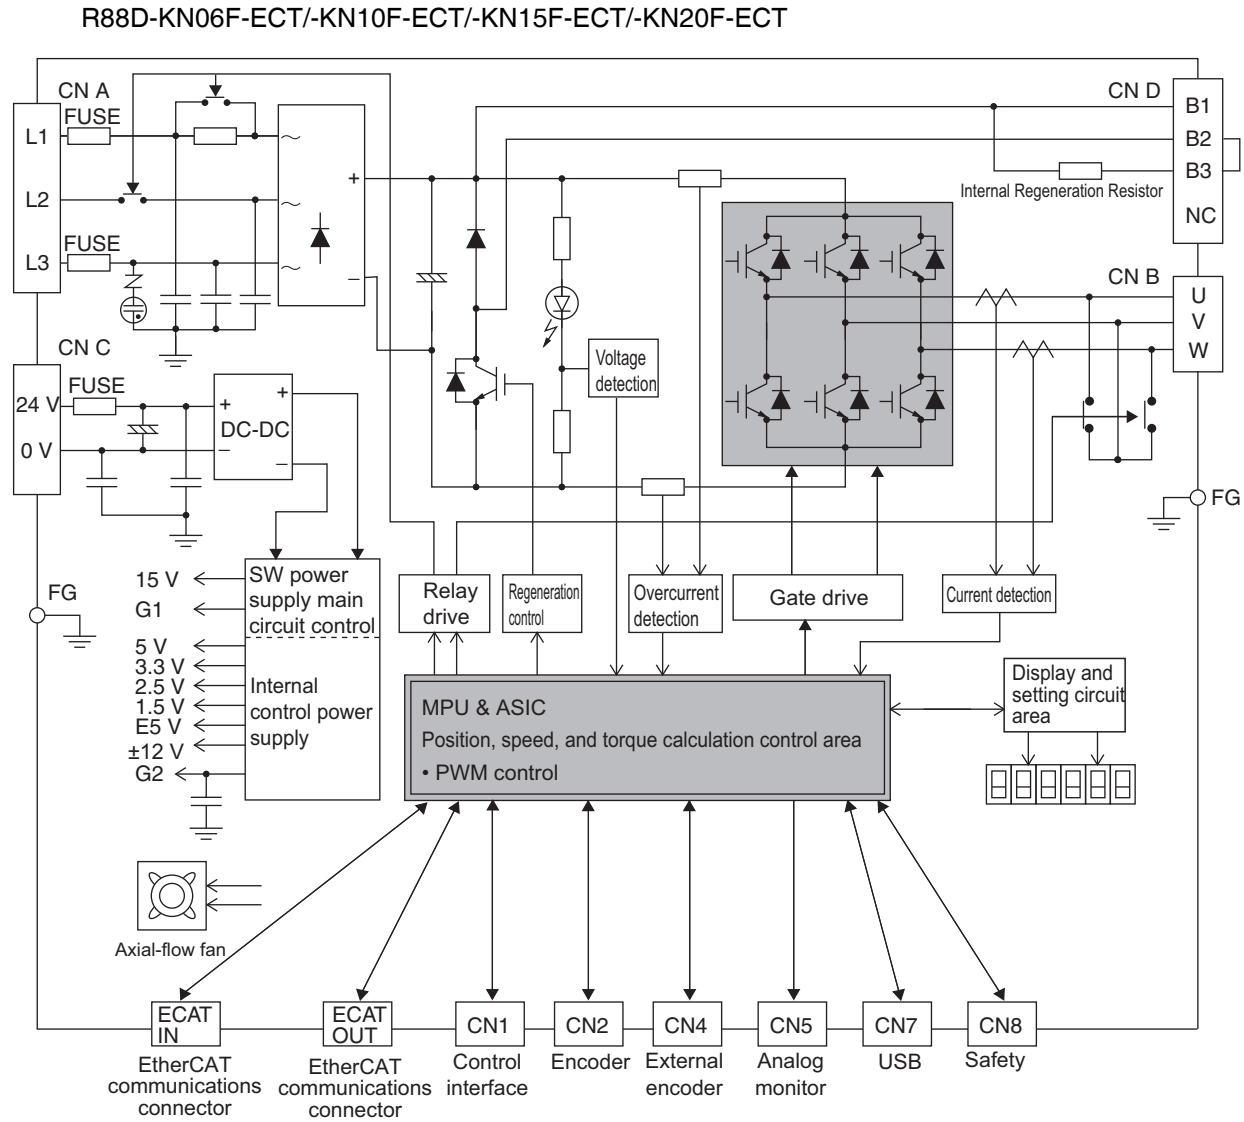 R88D-KN06F-ECT/-KN10F-ECT/-KN15F-ECT/-KN20F-ECT
CN A
FUSE
L1
L2
FUSE
L3
~
~
~
+
−
CN D
B1
B2
B3
Internal Regeneration Resistor
NC
CN B
U
V
W
CN C
FUSE
24 V
0 V
+
−
DC-DC
+
−
Voltage
detection
FG
FG
15 V
G1
5 V
3.3 V
2.5 V
1.5 V
E5 V
±12 V
G2
SW power
supply main
circuit control
Internal
control power
supply
Relay
drive
Regeneration
control
Overcurrent
detection
Gate drive
Current detection
MPU & ASIC
Position, speed, and torque calculation control area
• PWM control
Display and
setting circuit
area
Axial-flow fan
ECAT
IN
EtherCAT
communications
connector
ECAT
OUT
EtherCAT
communications
connector
CN1
Control
interface
CN2
Encoder
CN4
External
encoder
CN5
Analog
monitor
CN7
USB
CN8
Safety